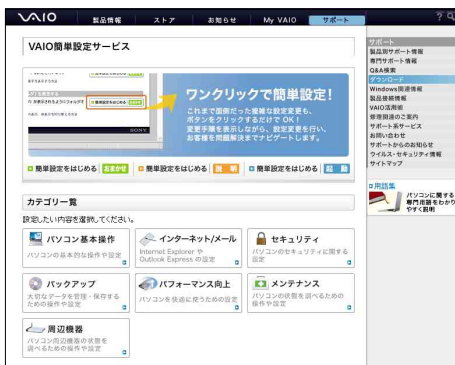 VAIO
製品情報
ストア
お知らせ
My VAIO
サポート
VAIO簡単設定サービス
SONY
ワンクリックで簡単設定!
これまで面倒だった複雑な設定変更も、
ボタンをクリックするだけでOK!
変更手順を表示しながら、設定変更を行い、
お客様を問題解決までナビゲートします。
簡単設定をはじめる おまかせ
簡単設定をはじめる 説 明
簡単設定をはじめる 起 動
カテゴリ一覧
設定したい内容を選択してください。
パソコン基本操作
パソコンの基本的な操作や設定
インターネット/メール
Internet Explorer や
Outlook Express の設定
セキュリティ
パソコンのセキュリティに関する
設定
バックアップ
大切なデータを管理・保存する
ための操作や設定
パフォーマンス向上
パソコンを快適に使うための設定
メンテナンス
パソコンの状態を調べるための
操作や設定
周辺機器
パソコン周辺機器の状態を
調べるための操作や設定
サポート
製品別サポート情報
専門サポート情報
Q&A検索
ダウンロード
Windows関連情報
製品接続情報
VAIO活用術
修理関連のご案内
サポート系サービス
お問い合わせ
サポートからのお知らせ
ウイルス・セキュリティ情報
サイトマップ
用語集
パソコンに関する
専門用語をわかり
やすく説明